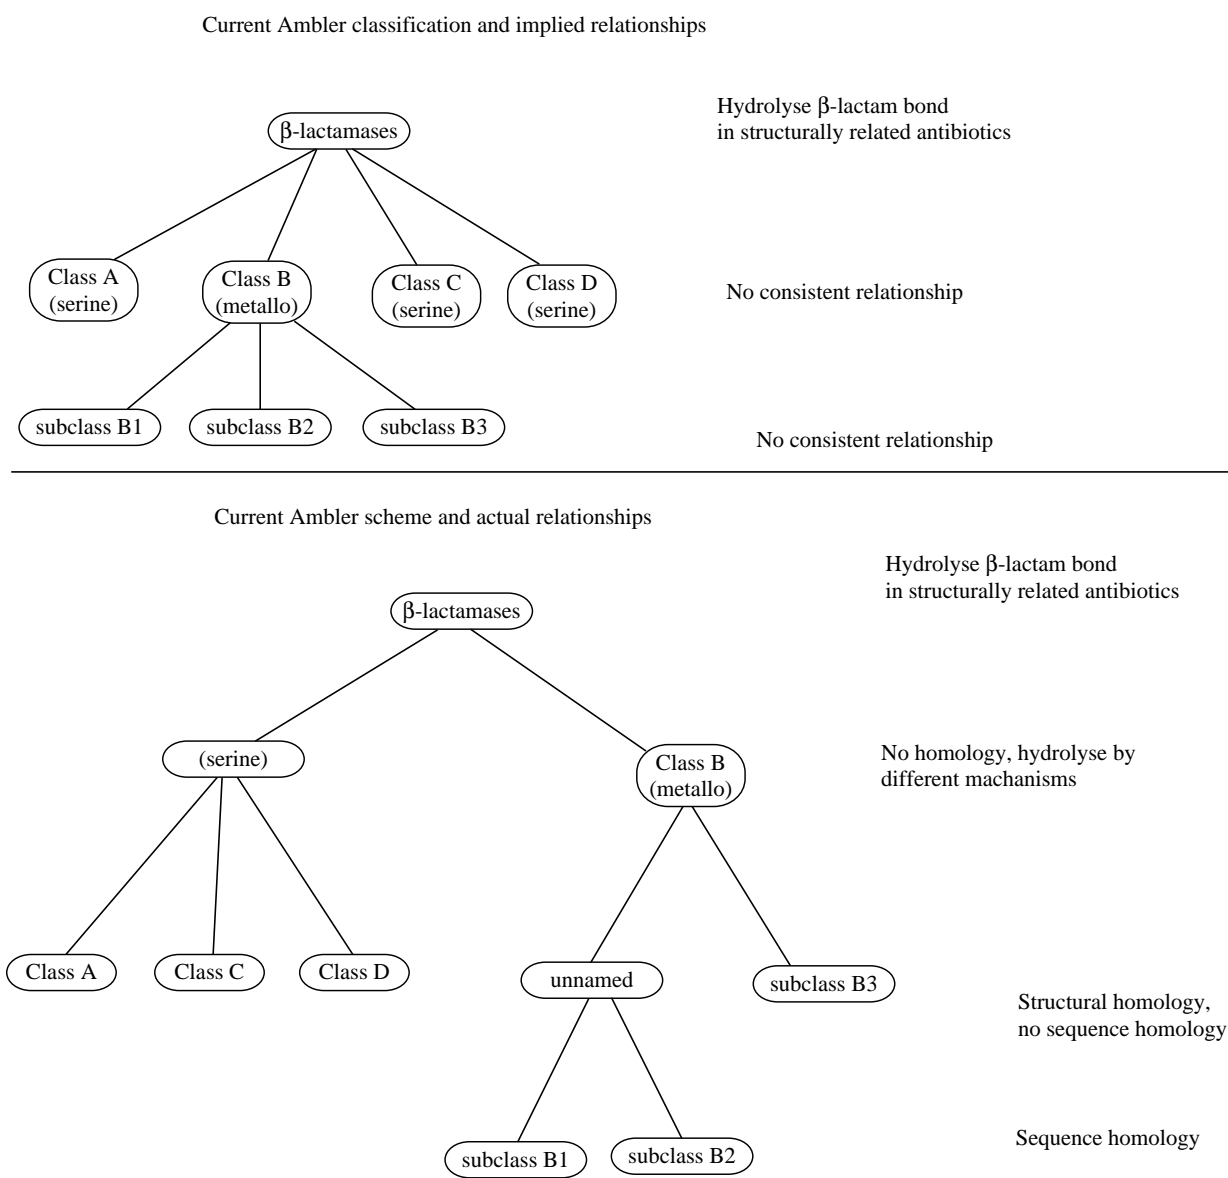 Current Ambler classification and implied relationships
β-lactamases
Hydrolyse β-lactam bond
in structurally related antibiotics
Class A
(serine)
Class B
(metallo)
Class C
(serine)
Class D
(serine)
No consistent relationship
subclass B1
subclass B2
subclass B3
No consistent relationship
Current Ambler scheme and actual relationships
Hydrolyse β-lactam bond
in structurally related antibiotics
β-lactamases
(serine)
Class B
(metallo)
No homology, hydrolyse by
different machanisms
Class A
Class C
Class D
unnamed
subclass B3
Structural homology,
no sequence homology
subclass B1
subclass B2
Sequence homology